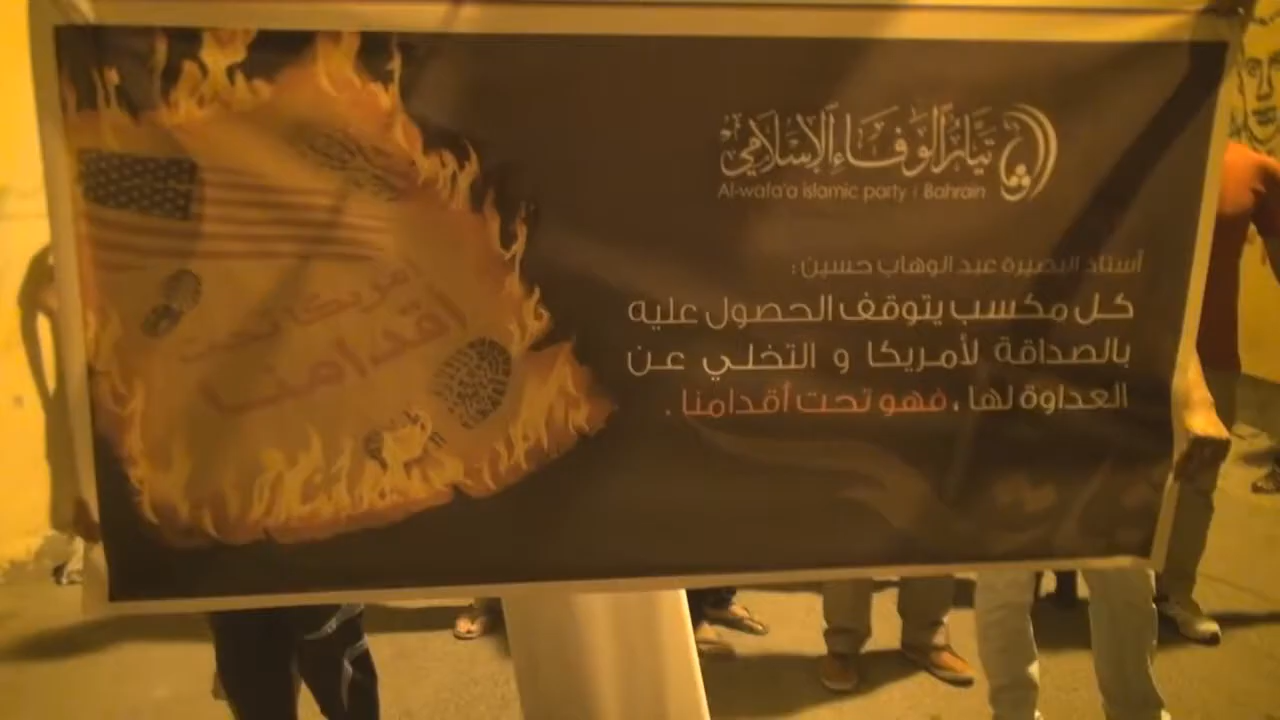 تيار الوفاء الإسلامي
Al-wafa'a islamic party : Bahrain
أستاذ البصيرة عبد الوهاب حسين :
كل مكسب يتوقف الحصول عليه
بالصداقة لأمريكا و التخلي عن
العداوة لها ، فهو تحت أقدامنا .
أمريكا تحت
أقدامنا